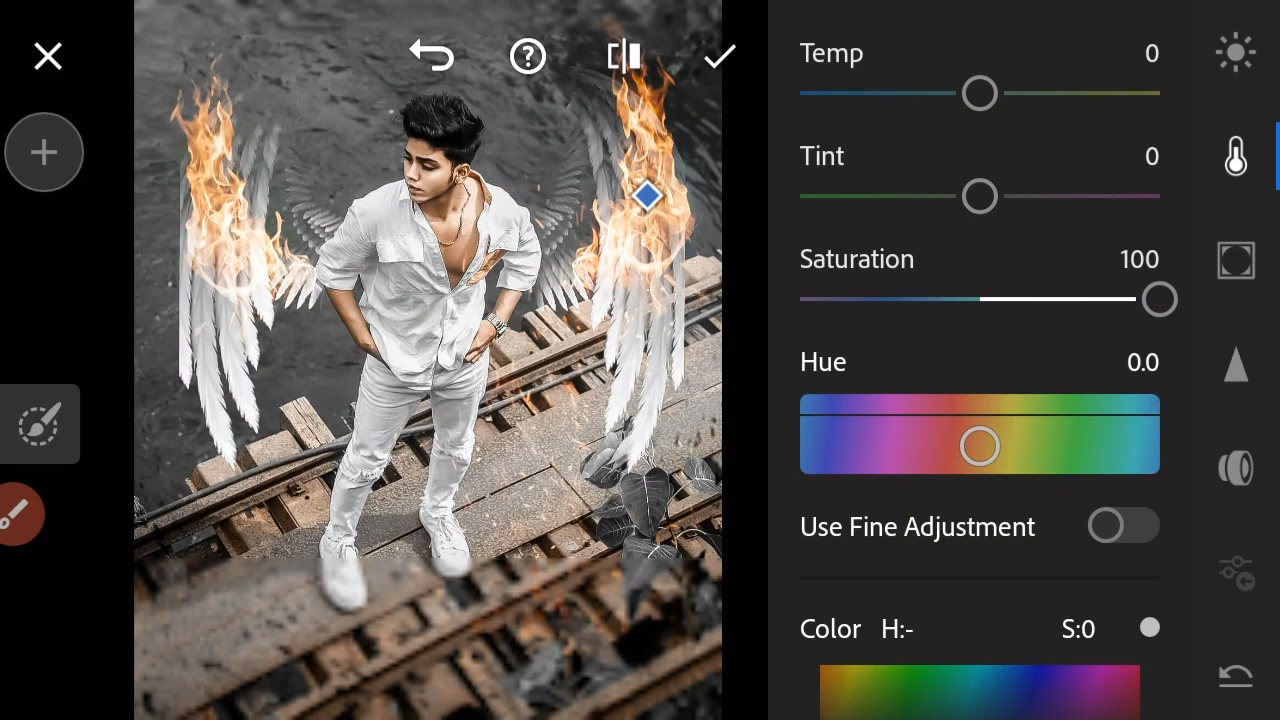 Temp 0
Tint 0
Saturation 100
Hue 0.0
Use Fine Adjustment
Color H:- S:0